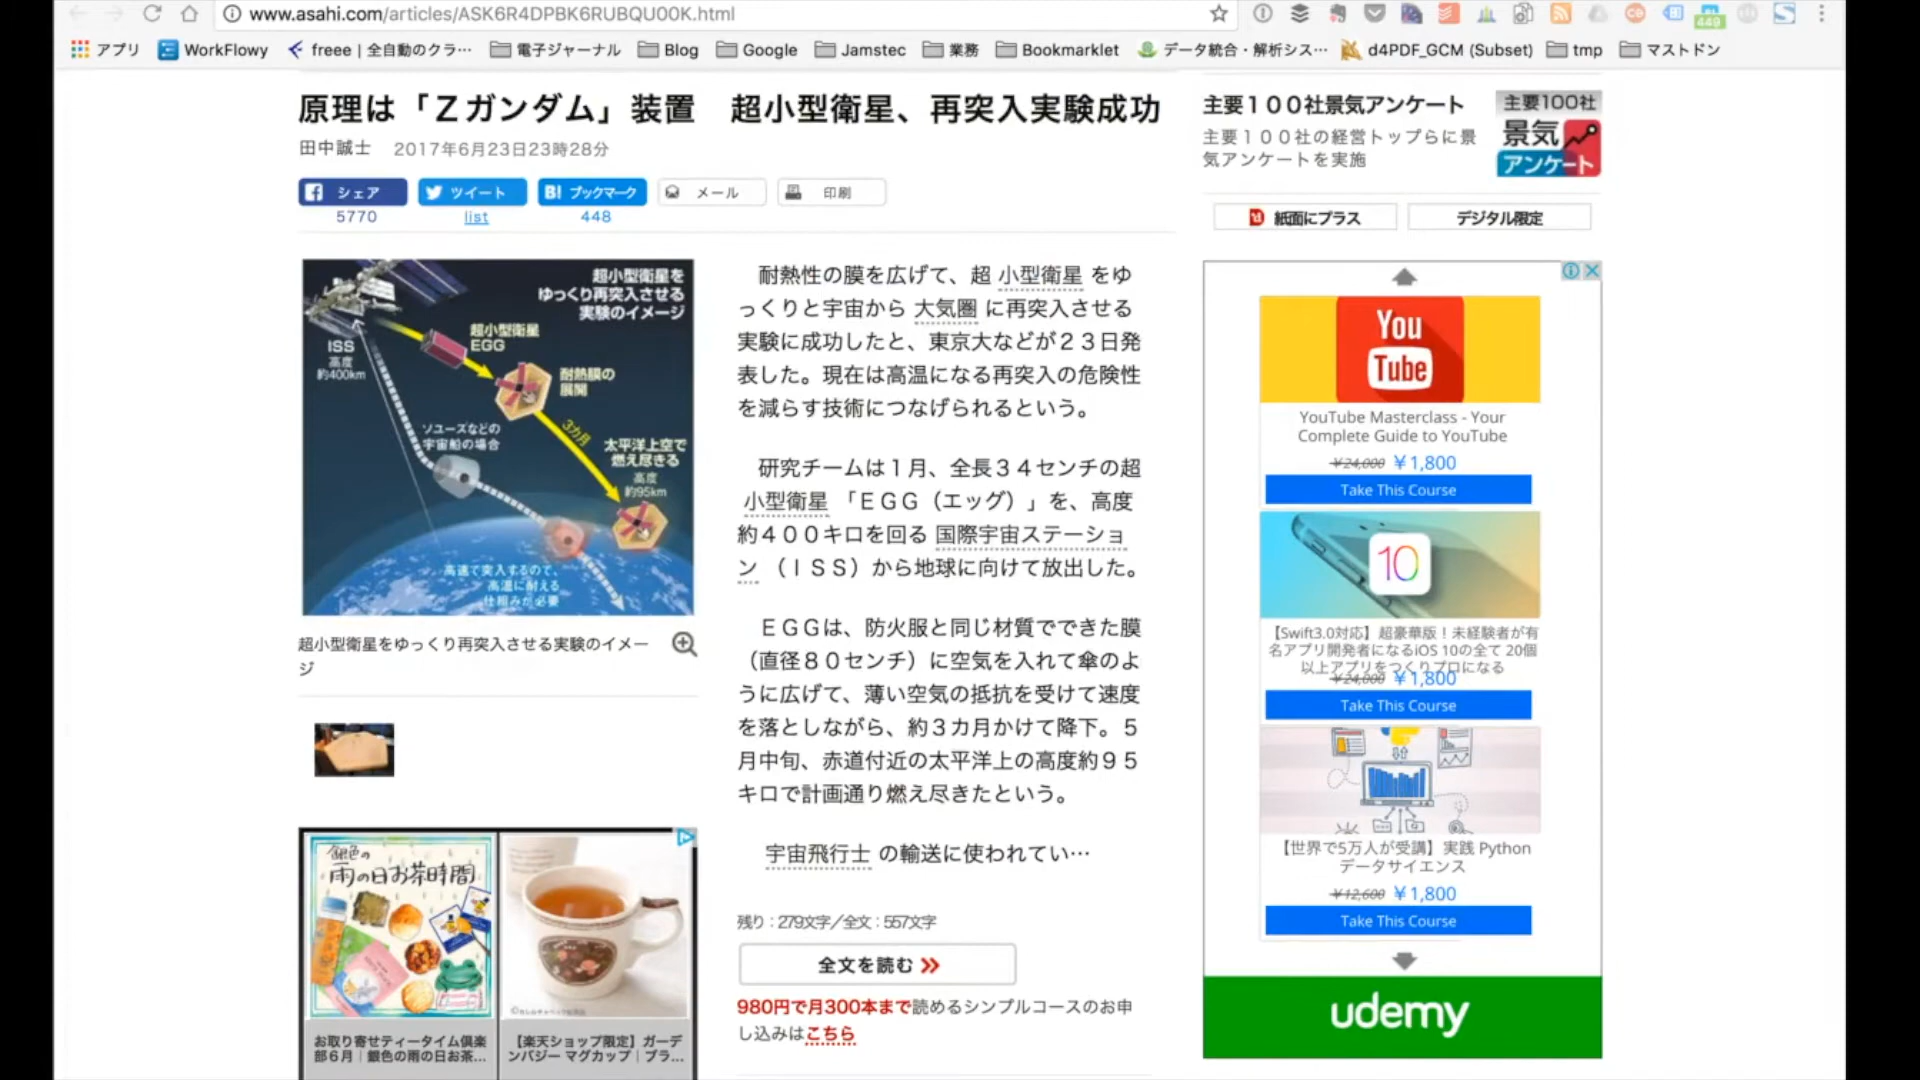 www.asahi.com/articles/ASK6R4DPBK6RUBQU00K.html
449
アプリ WorkFlowy freee | 全自動のクラ… 電子ジャーナル Blog Google Jamstec 業務 Bookmarklet データ統合・解析シス… d4PDF_GCM (Subset) tmp マストドン
原理は「Ζガンダム」装置　超小型衛星、再突入実験成功
田中誠士　2017年6月23日23時28分
シェア ツイート B! ブックマーク メール 印刷
5770 list 448
超小型衛星を
ゆっくり再突入させる
実験のイメージ
超小型衛星
EGG
ISS
高度
約400km
耐熱膜の
展開
3カ月
ソユーズなどの
宇宙船の場合
太平洋上空で
燃え尽きる
高度
約95km
高速で突入するので、
高温に耐える
仕組みが必要
超小型衛星をゆっくり再突入させる実験のイメー
ジ
耐熱性の膜を広げて、超 小型衛星 をゆ
っくりと宇宙から 大気圏 に再突入させる
実験に成功したと、東京大などが２３日発
表した。現在は高温になる再突入の危険性
を減らす技術につなげられるという。
研究チームは１月、全長３４センチの超
小型衛星 「ＥＧＧ（エッグ）」を、高度
約４００キロを回る 国際宇宙ステーショ
ン （ＩＳＳ）から地球に向けて放出した。
ＥＧＧは、防火服と同じ材質でできた膜
（直径８０センチ）に空気を入れて傘のよ
うに広げて、薄い空気の抵抗を受けて速度
を落としながら、約３カ月かけて降下。５
月中旬、赤道付近の太平洋上の高度約９５
キロで計画通り燃え尽きたという。
宇宙飛行士 の輸送に使われてい…
残り：279文字／全文：557文字
全文を読む
980円で月300本まで読めるシンプルコースのお申
し込みはこちら
銀色の
雨の日お茶時間
お取り寄せティータイム倶楽
部６月｜銀色の雨の日お茶…
【楽天ショップ限定】ガーデ
ンバジー マグカップ｜ブラ…
主要１００社景気アンケート
主要１００社の経営トップらに景
気アンケートを実施
主要100社
景気
アンケート
紙面にプラス デジタル限定
You
Tube
YouTube Masterclass - Your
Complete Guide to YouTube
¥24,000 ¥1,800
Take This Course
10
【Swift3.0対応】超豪華版！未経験者が有
名アプリ開発者になるiOS 10の全て 20個
以上アプリをつくりプロになる
¥24,000 ¥1,800
Take This Course
【世界で5万人が受講】実践 Python
データサイエンス
¥12,600 ¥1,800
Take This Course
udemy